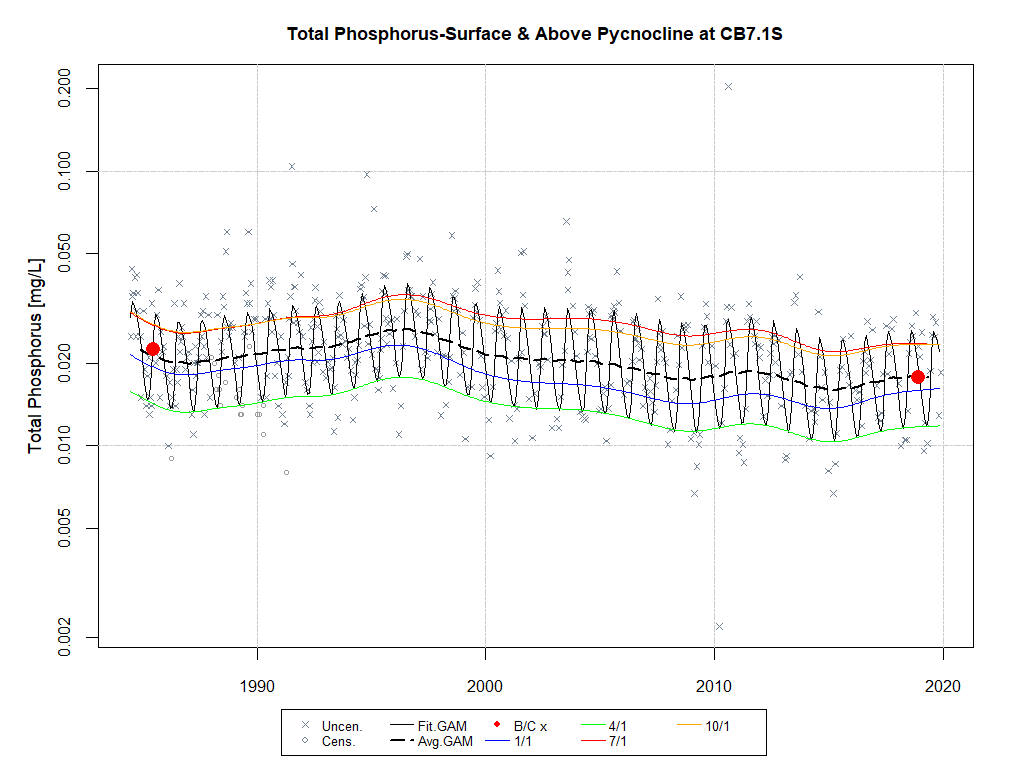 Total Phosphorus-Surface & Above Pycnocline at CB7.1S
Total Phosphorus [mg/L]
0.200
0.100
0.050
0.020
0.010
0.005
0.002
1990 2000 2010 2020
Uncen. Fit.GAM B/C x 4/1 10/1
Cens. Avg.GAM 1/1 7/1